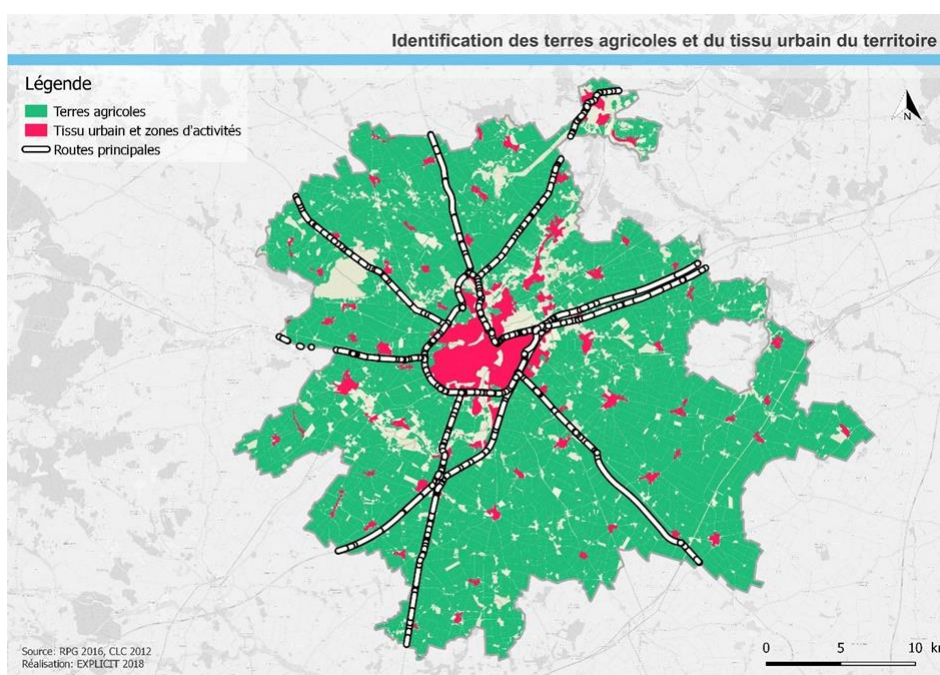 Identification des terres agricoles et du tissu urbain du territoire
Légende
Terres agricoles
Tissu urbain et zones d'activités
Routes principales
N
Source: RPG 2016, CLC 2012
Réalisation: EXPLICIT 2018
0 5 10 km